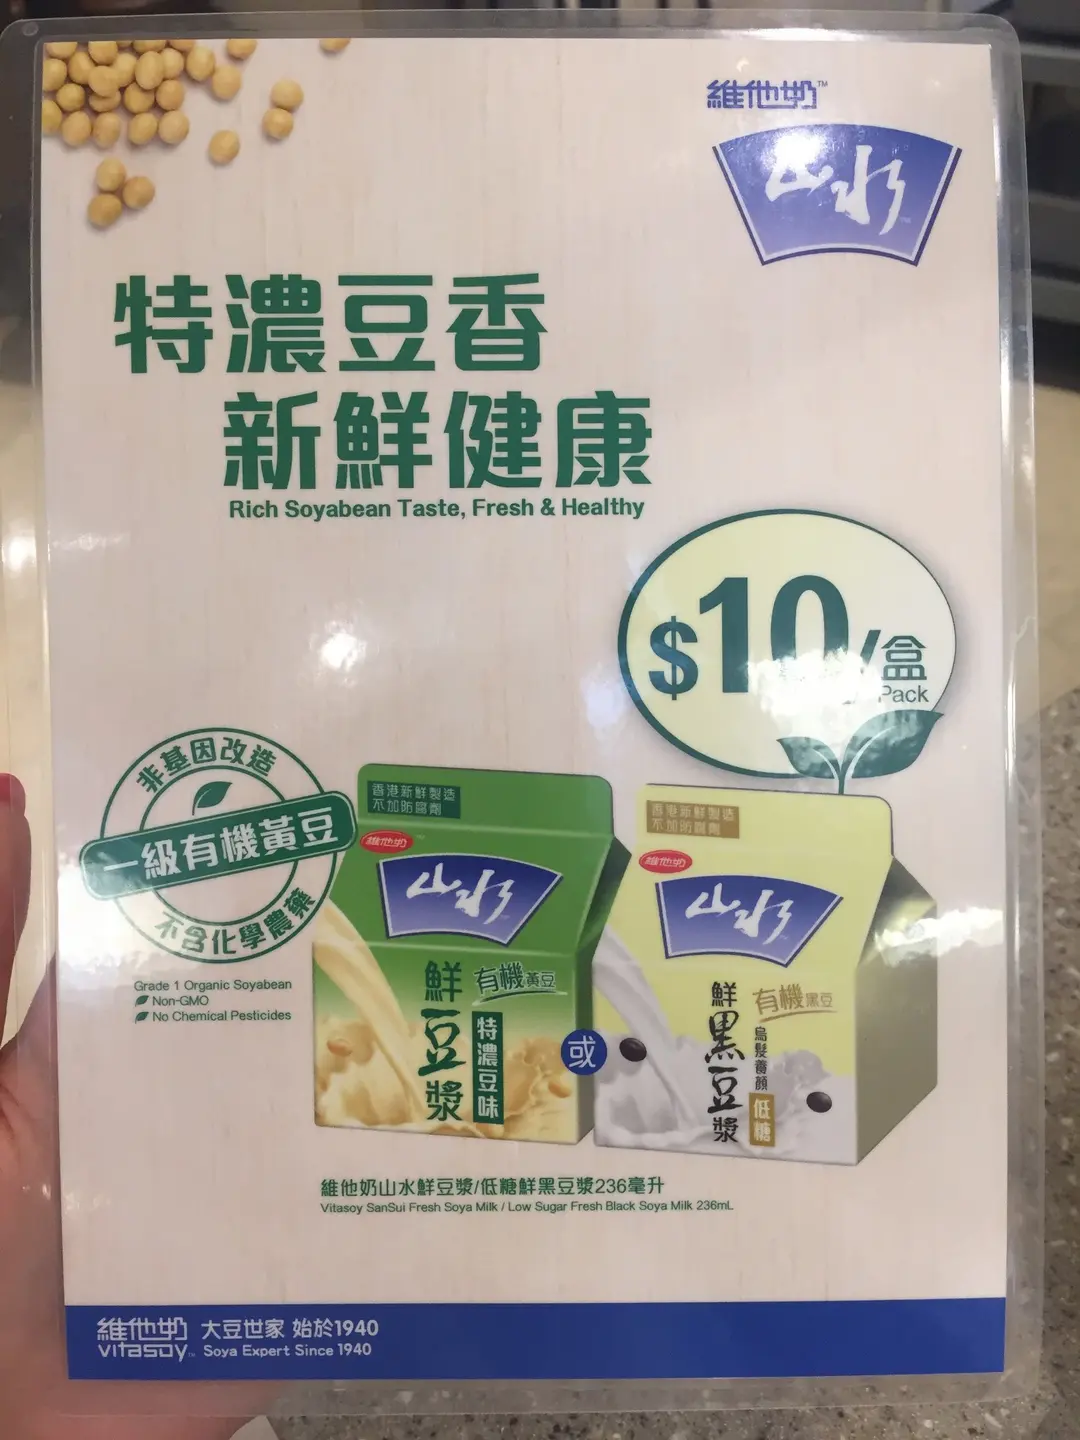 維他奶™
山水
特濃豆香
新鮮健康
Rich Soyabean Taste, Fresh & Healthy
$10/盒
Pack
非基因改造
一級有機黃豆
不含化學農藥
Grade 1 Organic Soyabean
Non-GMO
No Chemical Pesticides
香港新鮮製造
不加防腐劑
維他奶
山水
鮮豆漿
有機黃豆
特濃豆味
或
香港新鮮製造
不加防腐劑
維他奶
山水
鮮黑豆漿
有機黑豆
烏髮養顏
低糖
維他奶山水鮮豆漿/低糖鮮黑豆漿236毫升
Vitasoy SanSui Fresh Soya Milk / Low Sugar Fresh Black Soya Milk 236mL
維他奶 大豆世家 始於1940
vitasoy™ Soya Expert Since 1940